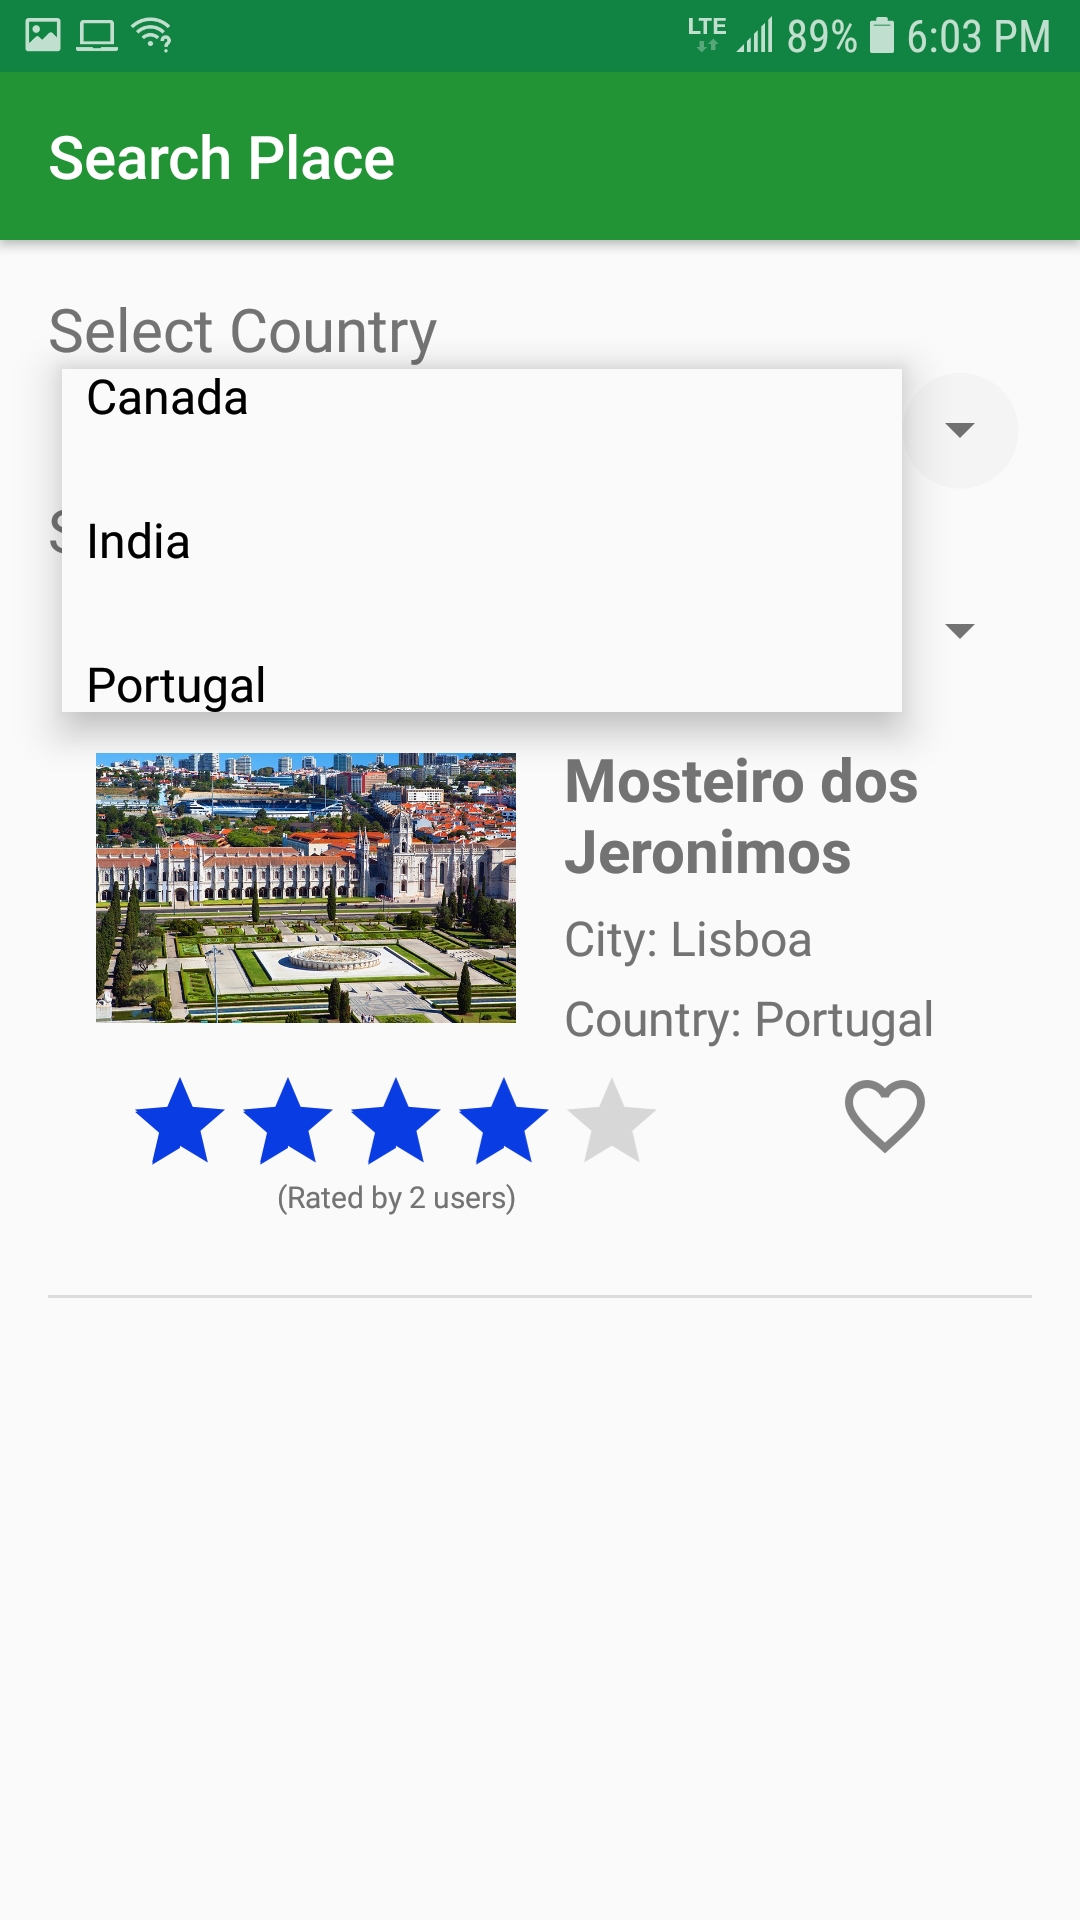 LTE 89% 6:03 PM
Search Place
Select Country
Canada
India
Portugal
Mosteiro dos
Jeronimos
City: Lisboa
Country: Portugal
(Rated by 2 users)